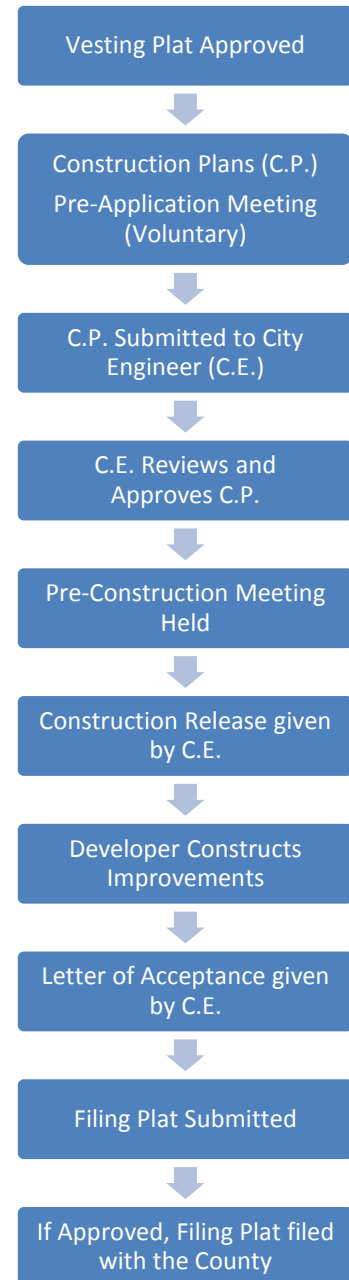 Vesting Plat Approved
Construction Plans (C.P.)
Pre-Application Meeting
(Voluntary)
C.P. Submitted to City
Engineer (C.E.)
C.E. Reviews and
Approves C.P.
Pre-Construction Meeting
Held
Construction Release given
by C.E.
Developer Constructs
Improvements
Letter of Acceptance given
by C.E.
Filing Plat Submitted
If Approved, Filing Plat filed
with the County